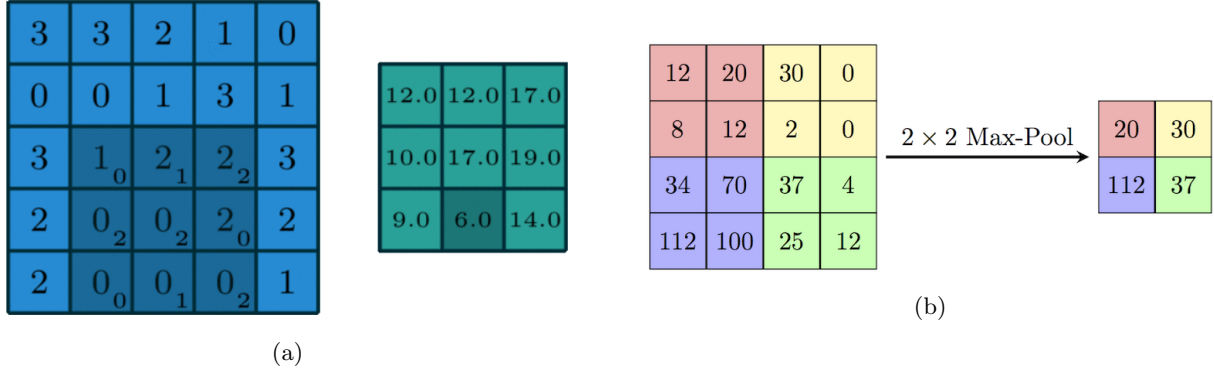 3 3 2 1 0
0 0 1 3 1
3 1 0 2 1 2 2 3
2 0 2 0 2 2 0 2
2 0 0 0 1 0 2 1
12.0 12.0 17.0
10.0 17.0 19.0
9.0 6.0 14.0
(a)
12 20 30 0
8 12 2 0
34 70 37 4
112 100 25 12
2 × 2 Max-Pool
20 30
112 37
(b)